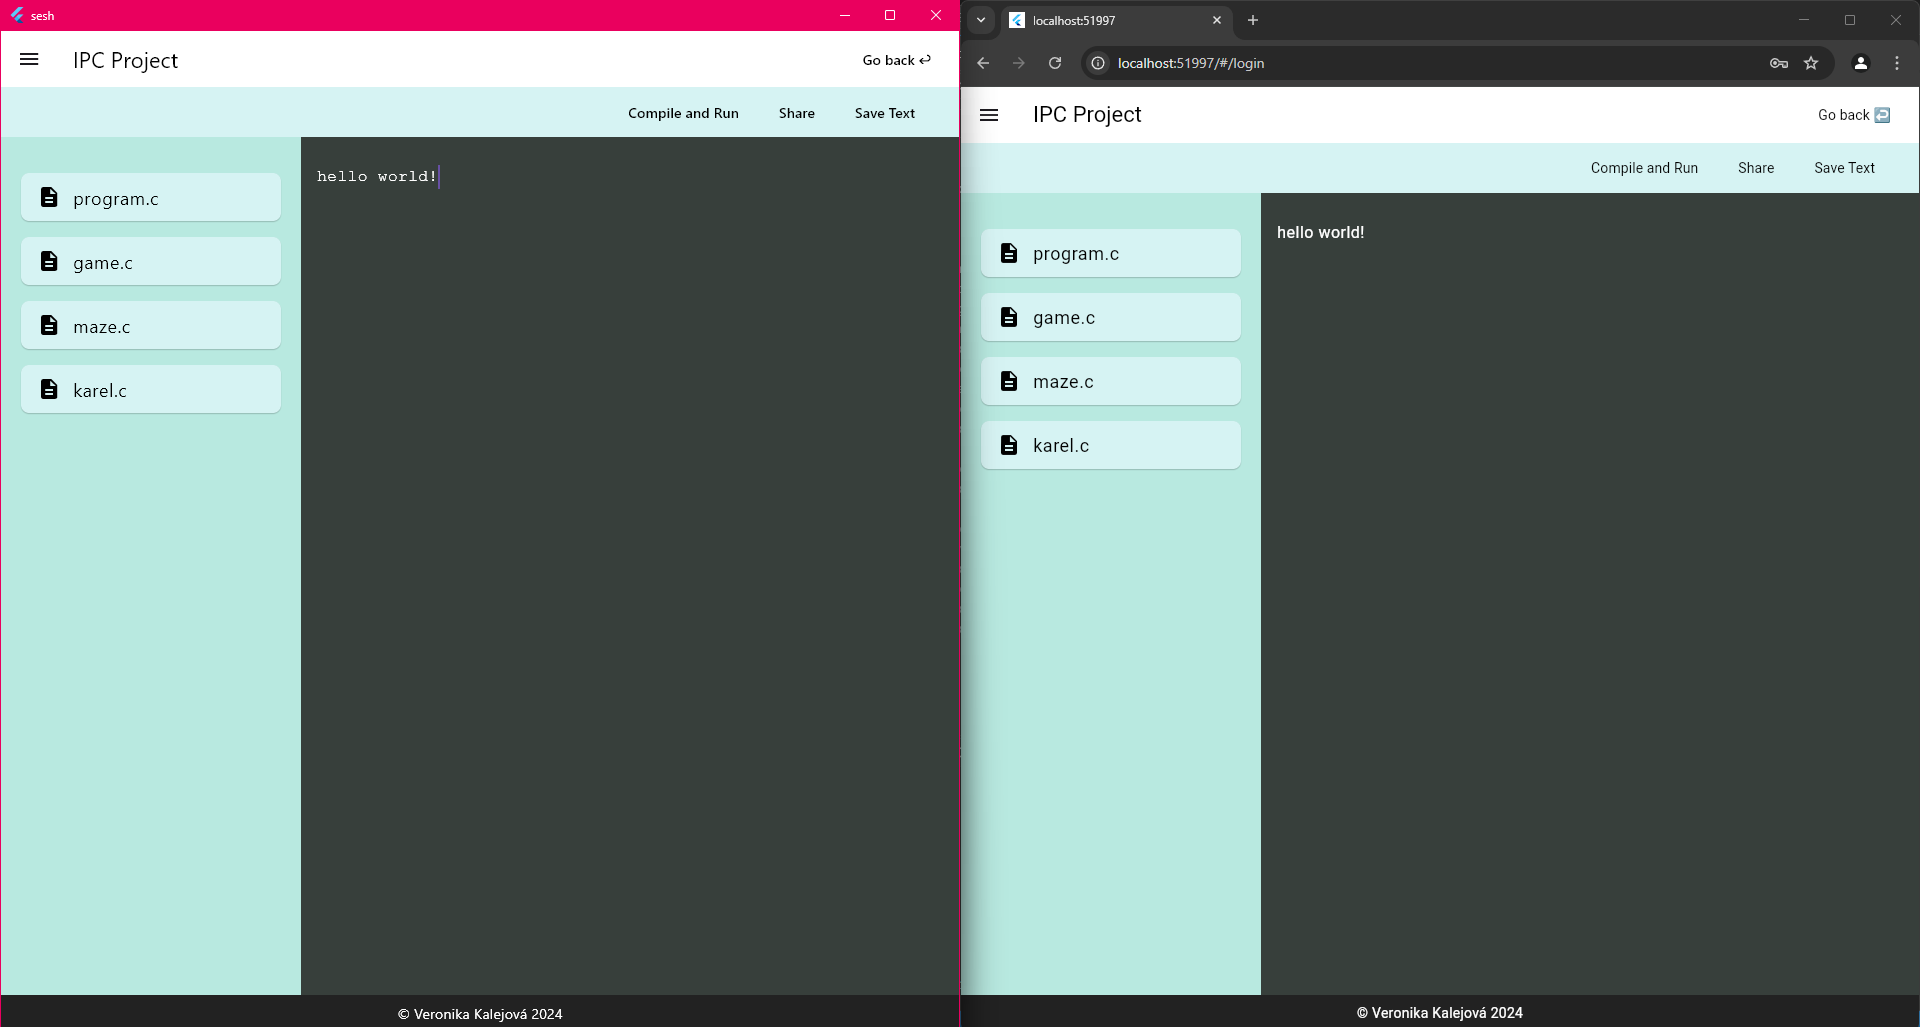 sesh
IPC Project
Go back ↩
Compile and Run Share Save Text
program.c
game.c
maze.c
karel.c
hello world!
© Veronika Kalejová 2024
localhost:51997
localhost:51997/#/login
IPC Project
Go back ↩
Compile and Run Share Save Text
program.c
game.c
maze.c
karel.c
hello world!
© Veronika Kalejová 2024